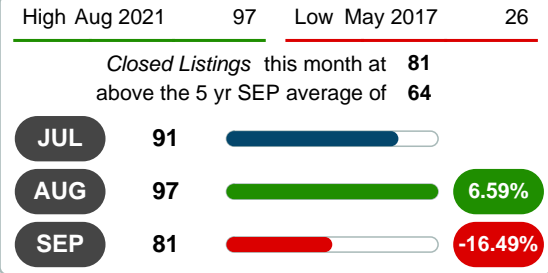 High Aug 2021 97 Low May 2017 26
Closed Listings this month at 81
above the 5 yr SEP average of 64
JUL 91
AUG 97 6.59%
SEP 81 -16.49%